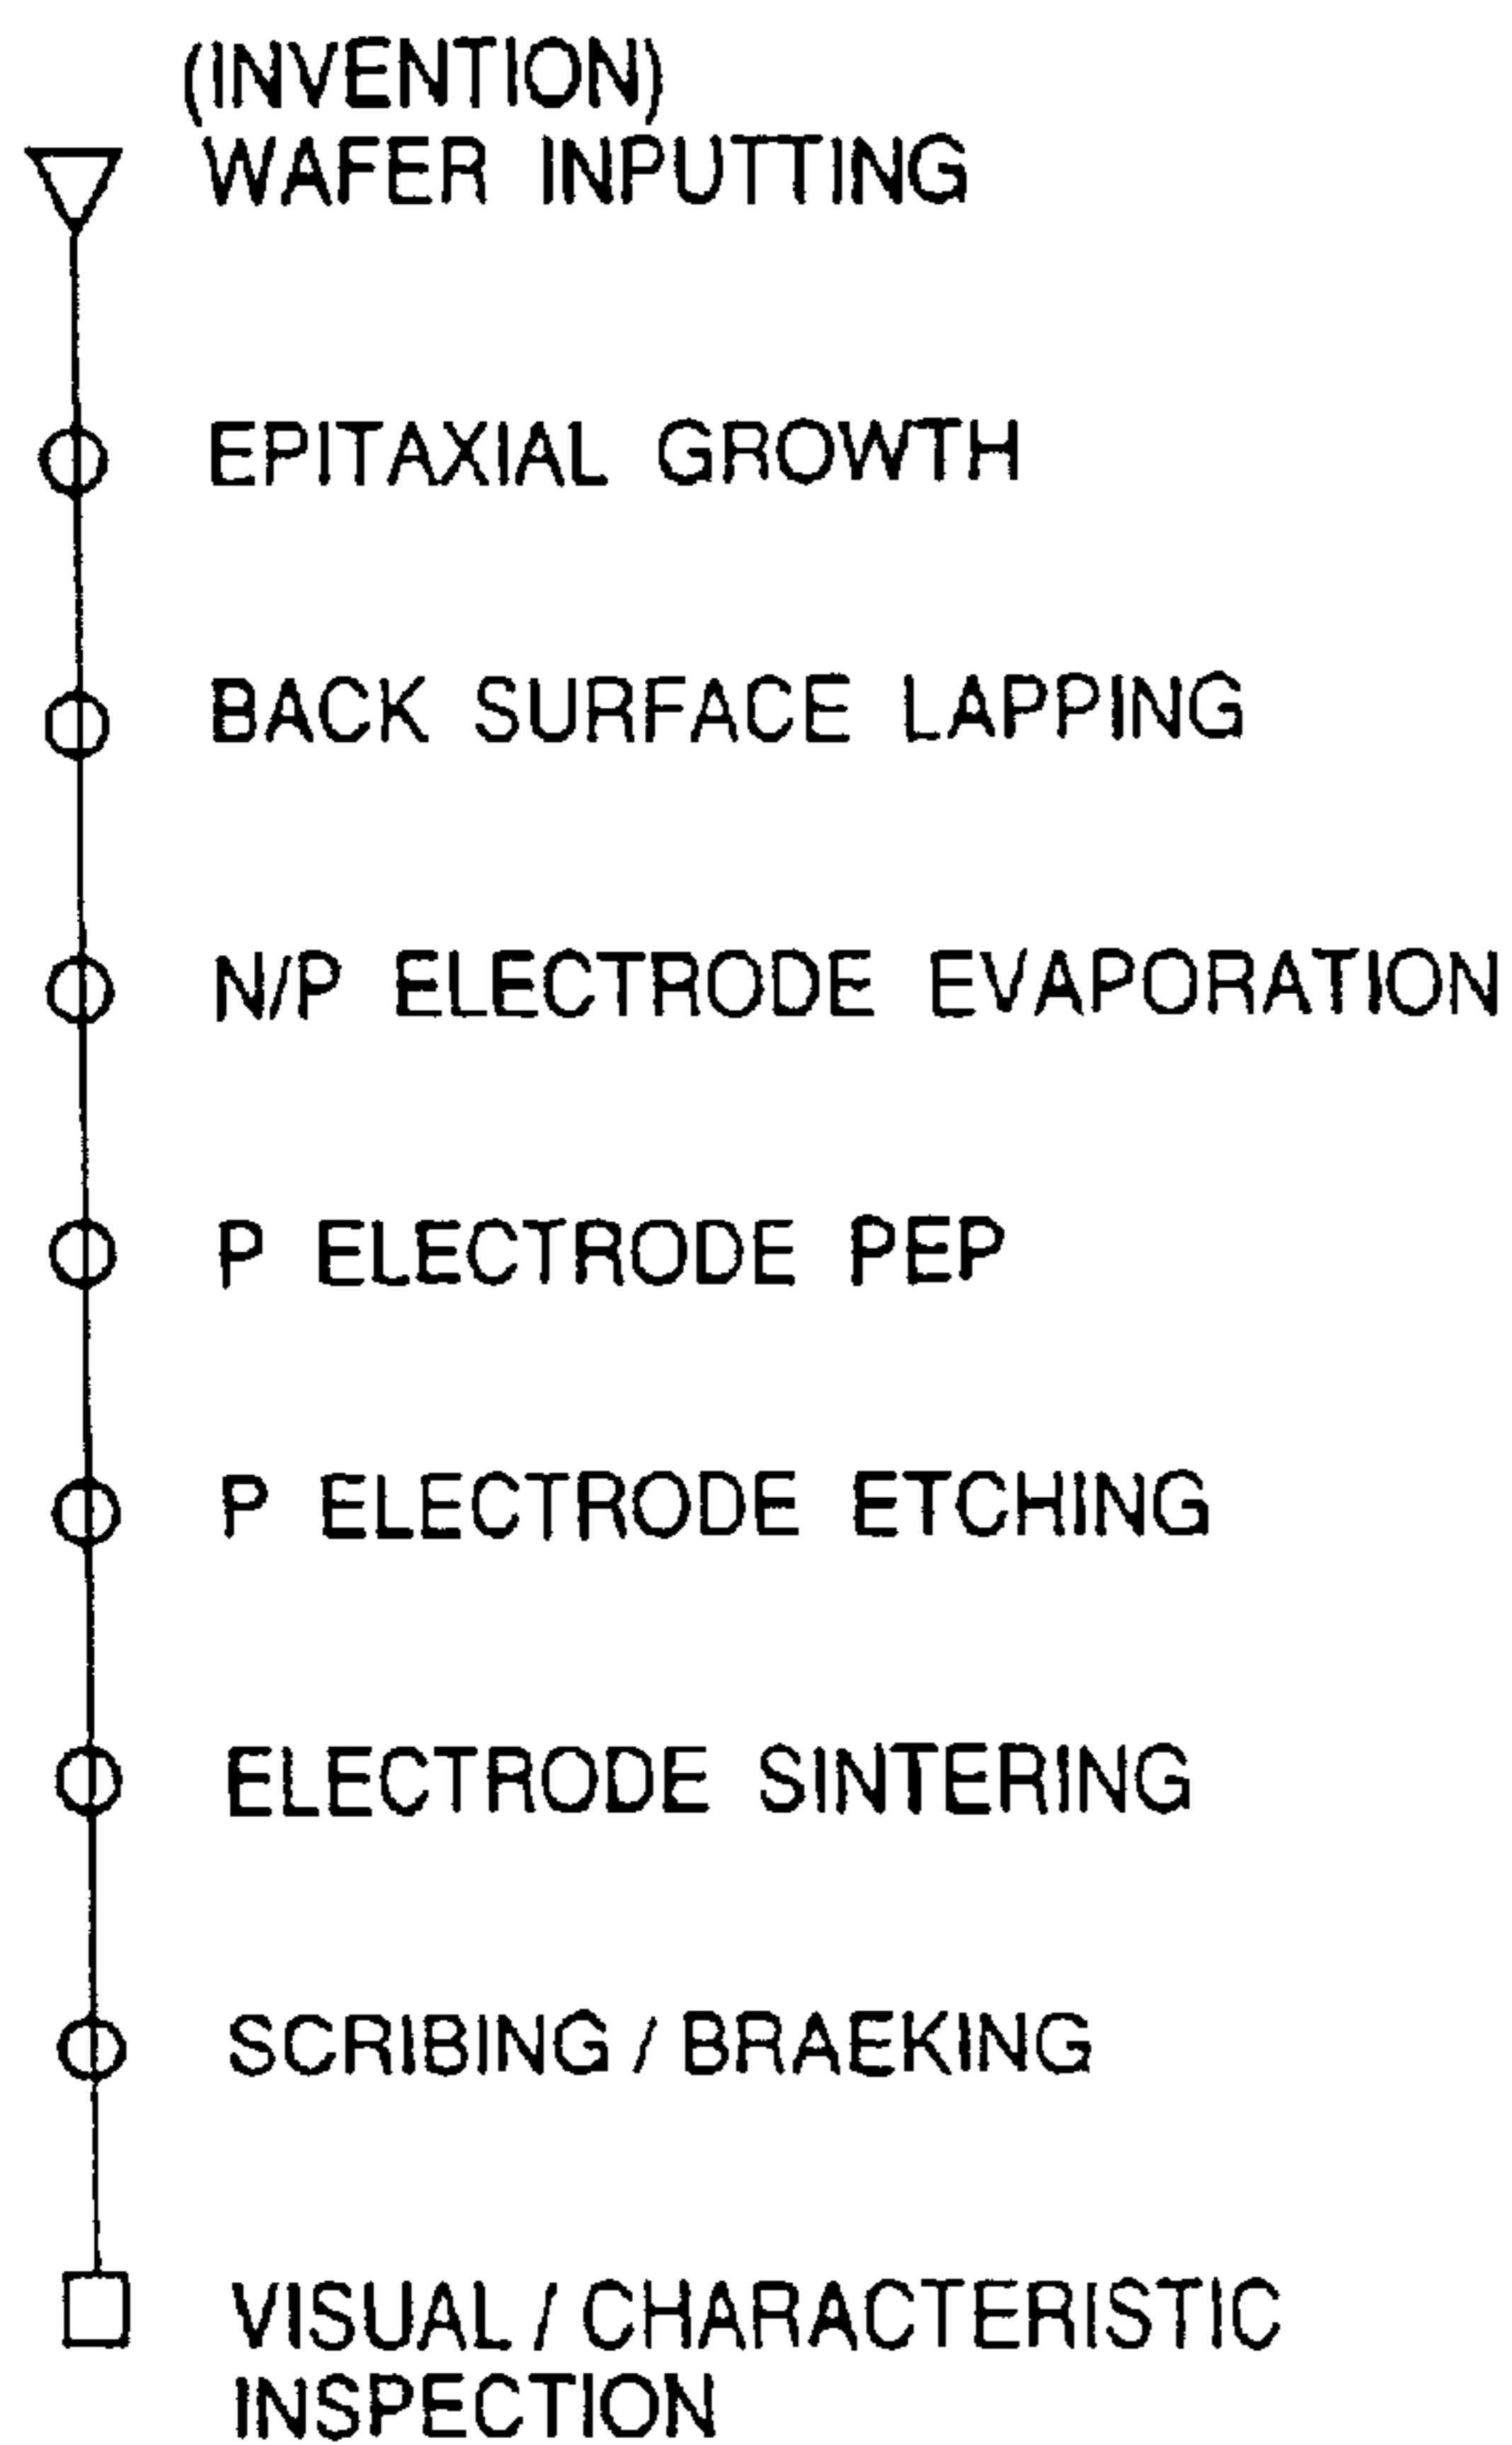 (INVENTION)
WAFER INPUTTING
EPITAXIAL GROWTH
BACK SURFACE LAPPING
N/P ELECTRODE EVAPORATION
P ELECTRODE PEP
P ELECTRODE ETCHING
ELECTRODE SINTERING
SCRIBING / BRAEKING
VISUAL / CHARACTERISTIC
INSPECTION